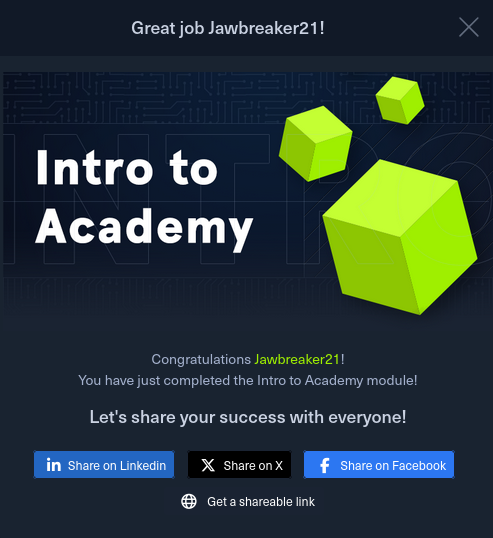 Great job Jawbreaker21!
Intro to
Academy
Congratulations Jawbreaker21!
You have just completed the Intro to Academy module!
Let's share your success with everyone!
Share on Linkedin
Share on X
Share on Facebook
Get a shareable link